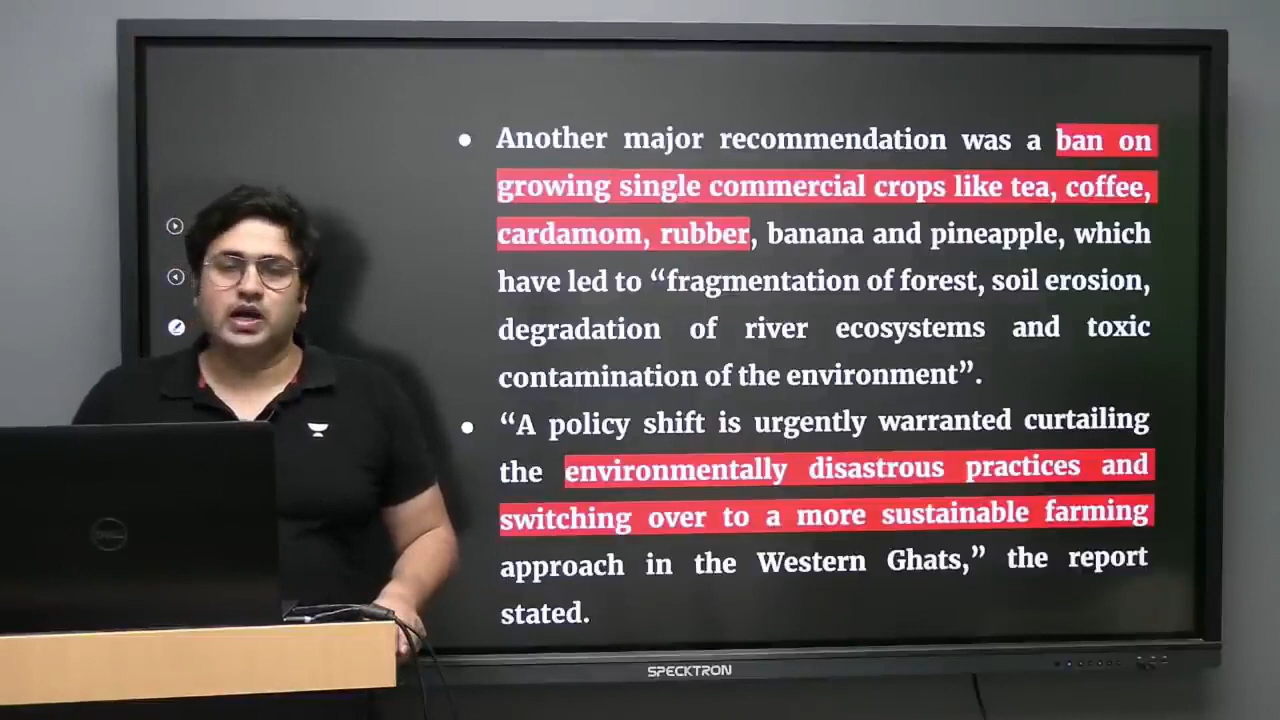 ● Another major recommendation was a ban on
growing single commercial crops like tea, coffee,
cardamom, rubber, banana and pineapple, which
have led to “fragmentation of forest, soil erosion,
degradation of river ecosystems and toxic
contamination of the environment”.
● “A policy shift is urgently warranted curtailing
the environmentally disastrous practices and
switching over to a more sustainable farming
approach in the Western Ghats,” the report
stated.
DELL
SPECKTRON